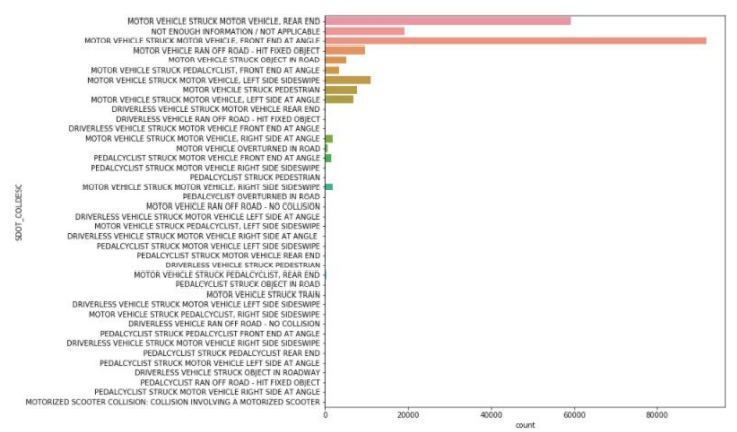 SDOT_COLDESC
MOTOR VEHICLE STRUCK MOTOR VEHICLE, REAR END
NOT ENOUGH INFORMATION / NOT APPLICABLE
MOTOR VEHICLE STRUCK MOTOR VEHICLE, FRONT END AT ANGLE
MOTOR VEHICLE RAN OFF ROAD - HIT FIXED OBJECT
MOTOR VEHICLE STRUCK OBJECT IN ROAD
MOTOR VEHICLE STRUCK PEDALCYCLIST, FRONT END AT ANGLE
MOTOR VEHICLE STRUCK MOTOR VEHICLE, LEFT SIDE SIDESWIPE
MOTOR VEHCILE STRUCK PEDESTRIAN
MOTOR VEHICLE STRUCK MOTOR VEHICLE, LEFT SIDE AT ANGLE
DRIVERLESS VEHICLE STRUCK MOTOR VEHICLE REAR END
DRIVERLESS VEHICLE RAN OFF ROAD - HIT FIXED OBJECT
DRIVERLESS VEHICLE STRUCK MOTOR VEHICLE FRONT END AT ANGLE
MOTOR VEHICLE STRUCK MOTOR VEHICLE, RIGHT SIDE AT ANGLE
MOTOR VEHICLE OVERTURNED IN ROAD
PEDALCYCLIST STRUCK MOTOR VEHICLE FRONT END AT ANGLE
PEDALCYCLIST STRUCK MOTOR VEHICLE RIGHT SIDE SIDESWIPE
PEDALCYCLIST STRUCK PEDESTRIAN
MOTOR VEHICLE STRUCK MOTOR VEHICLE, RIGHT SIDE SIDESWIPE
PEDALCYCLIST OVERTURNED IN ROAD
MOTOR VEHICLE RAN OFF ROAD - NO COLLISION
DRIVERLESS VEHICLE STRUCK MOTOR VEHICLE LEFT SIDE AT ANGLE
MOTOR VEHICLE STRUCK PEDALCYCLIST, LEFT SIDE SIDESWIPE
DRIVERLESS VEHICLE STRUCK MOTOR VEHICLE RIGHT SIDE AT ANGLE
PEDALCYCLIST STRUCK MOTOR VEHICLE LEFT SIDE SIDESWIPE
PEDALCYCLIST STRUCK MOTOR VEHICLE REAR END
DRIVERLESS VEHICLE STRUCK PEDESTRIAN
MOTOR VEHICLE STRUCK PEDALCYCLIST, REAR END
PEDALCYCLIST STRUCK OBJECT IN ROAD
MOTOR VEHICLE STRUCK TRAIN
DRIVERLESS VEHICLE STRUCK MOTOR VEHICLE LEFT SIDE SIDESWIPE
MOTOR VEHICLE STRUCK PEDALCYCLIST, RIGHT SIDE SIDESWIPE
DRIVERLESS VEHICLE RAN OFF ROAD - NO COLLISION
PEDALCYCLIST STRUCK PEDALCYCLIST FRONT END AT ANGLE
DRIVERLESS VEHICLE STRUCK MOTOR VEHICLE RIGHT SIDE SIDESWIPE
PEDALCYCLIST STRUCK PEDALCYCLIST REAR END
PEDALCYCLIST STRUCK MOTOR VEHICLE LEFT SIDE AT ANGLE
DRIVERLESS VEHICLE STRUCK OBJECT IN ROADWAY
PEDALCYCLIST RAN OFF ROAD - HIT FIXED OBJECT
PEDALCYCLIST STRUCK MOTOR VEHICLE RIGHT SIDE AT ANGLE
MOTORIZED SCOOTER COLLISION: COLLISION INVOLVING A MOTORIZED SCOOTER
0 20000 40000 60000 80000
count